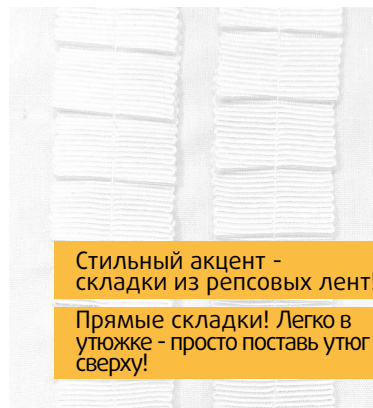 Стильный акцент -
складки из репсовых лент!
Прямые складки! Легко в
утюжке - просто поставь утюг
сверху!